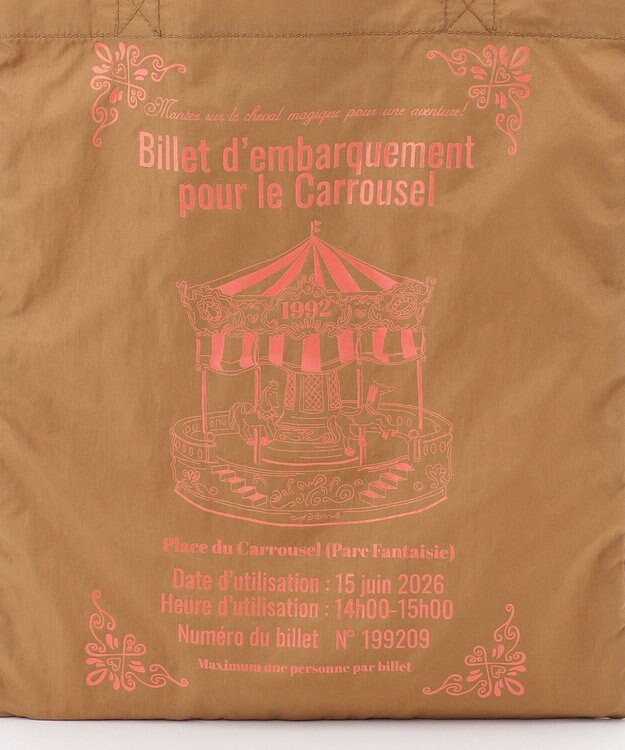 Montez sur le cheval magique pour une aventure!
Billet d'embarquement
pour le Carrousel
1992
Place du Carrousel (Parc Fantaisie)
Date d'utilisation : 15 juin 2026
Heure d'utilisation : 14h00-15h00
Numéro du billet N° 199209
Maximum une personne par billet